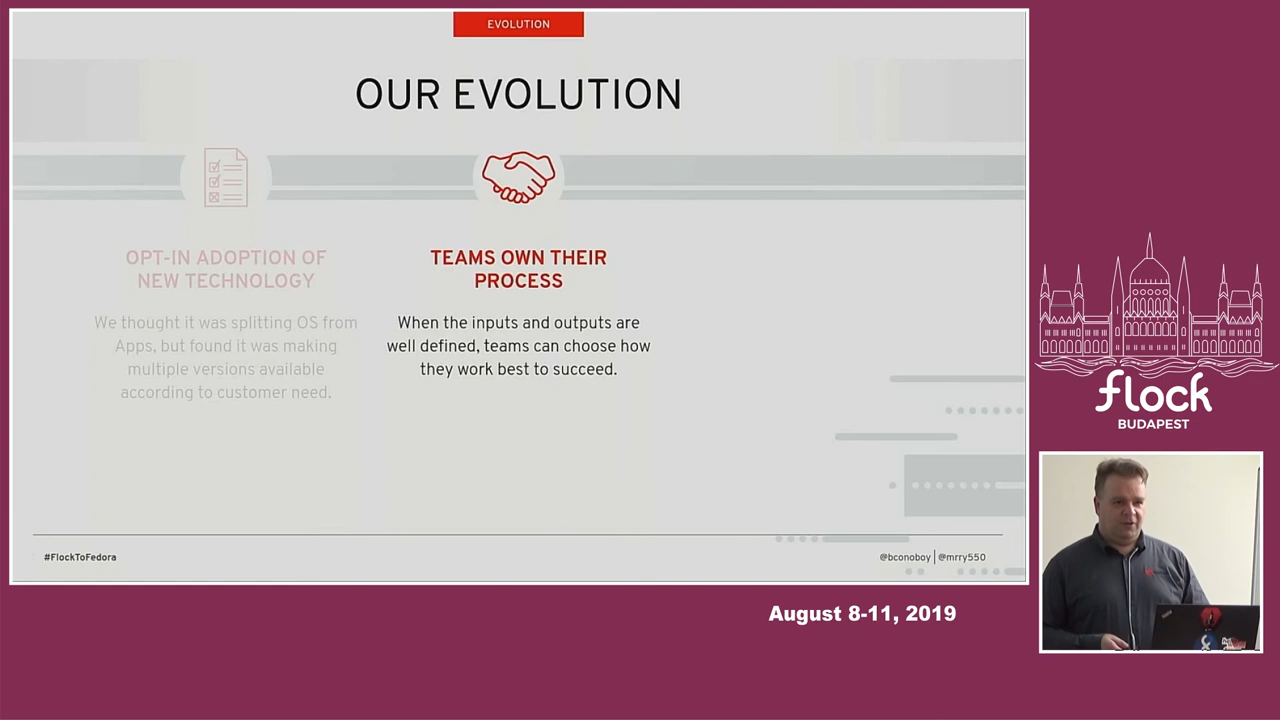 EVOLUTION
OUR EVOLUTION
OPT-IN ADOPTION OF
NEW TECHNOLOGY
We thought it was splitting OS from
Apps, but found it was making
multiple versions available
according to customer need.
TEAMS OWN THEIR
PROCESS
When the inputs and outputs are
well defined, teams can choose how
they work best to succeed.
#FlockToFedora
@bconoboy | @mrry550
flock
BUDAPEST
August 8-11, 2019